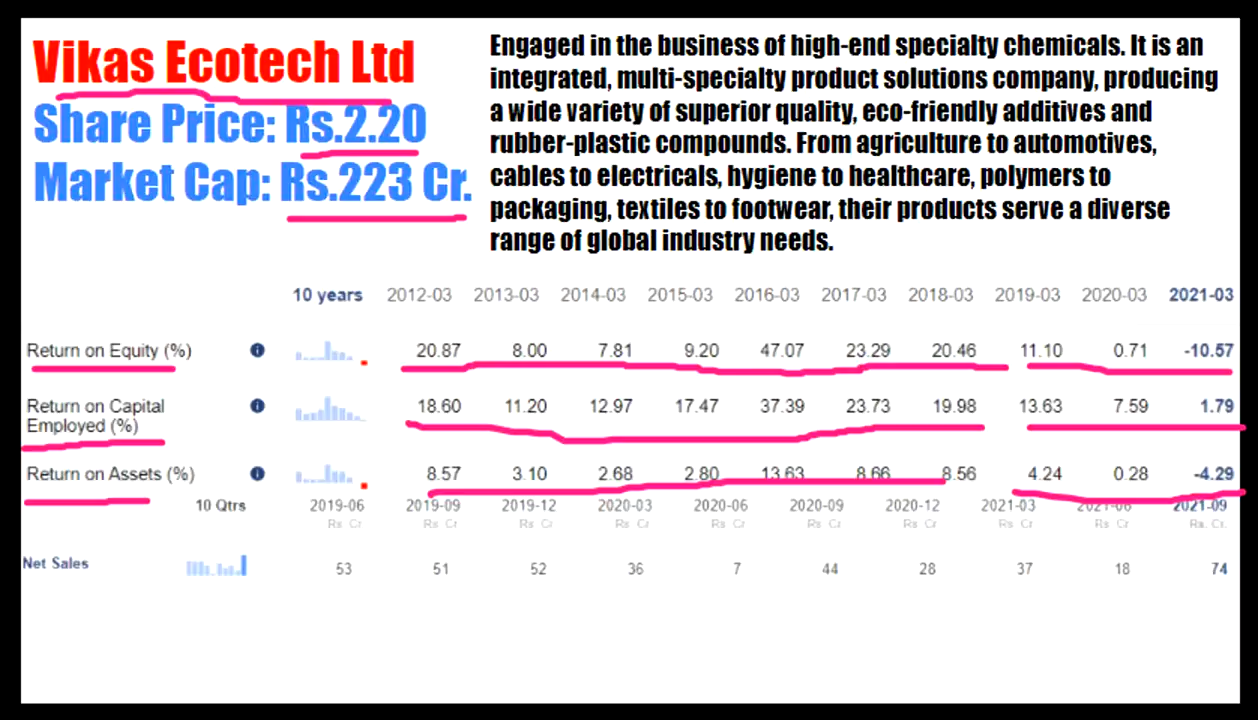 Vikas Ecotech Ltd
Share Price: Rs.2.20
Market Cap: Rs.223 Cr.
Engaged in the business of high-end specialty chemicals. It is an
integrated, multi-specialty product solutions company, producing
a wide variety of superior quality, eco-friendly additives and
rubber-plastic compounds. From agriculture to automotives,
cables to electricals, hygiene to healthcare, polymers to
packaging, textiles to footwear, their products serve a diverse
range of global industry needs.
10 years 2012-03 2013-03 2014-03 2015-03 2016-03 2017-03 2018-03 2019-03 2020-03 2021-03
Return on Equity (%) 20.87 8.00 7.81 9.20 47.07 23.29 20.46 11.10 0.71 -10.57
Return on Capital
Employed (%) 18.60 11.20 12.97 17.47 37.39 23.73 19.98 13.63 7.59 1.79
Return on Assets (%) 8.57 3.10 2.68 2.80 13.63 8.66 8.56 4.24 0.28 -4.29
10 Qtrs 2019-06 2019-09 2019-12 2020-03 2020-06 2020-09 2020-12 2021-03 2021-06 2021-09
Rs Cr Rs Cr Rs Cr Rs Cr Rs Cr Rs Cr Rs Cr Rs Cr Rs Cr Rs. Cr.
Net Sales 53 51 52 36 7 44 28 37 18 74